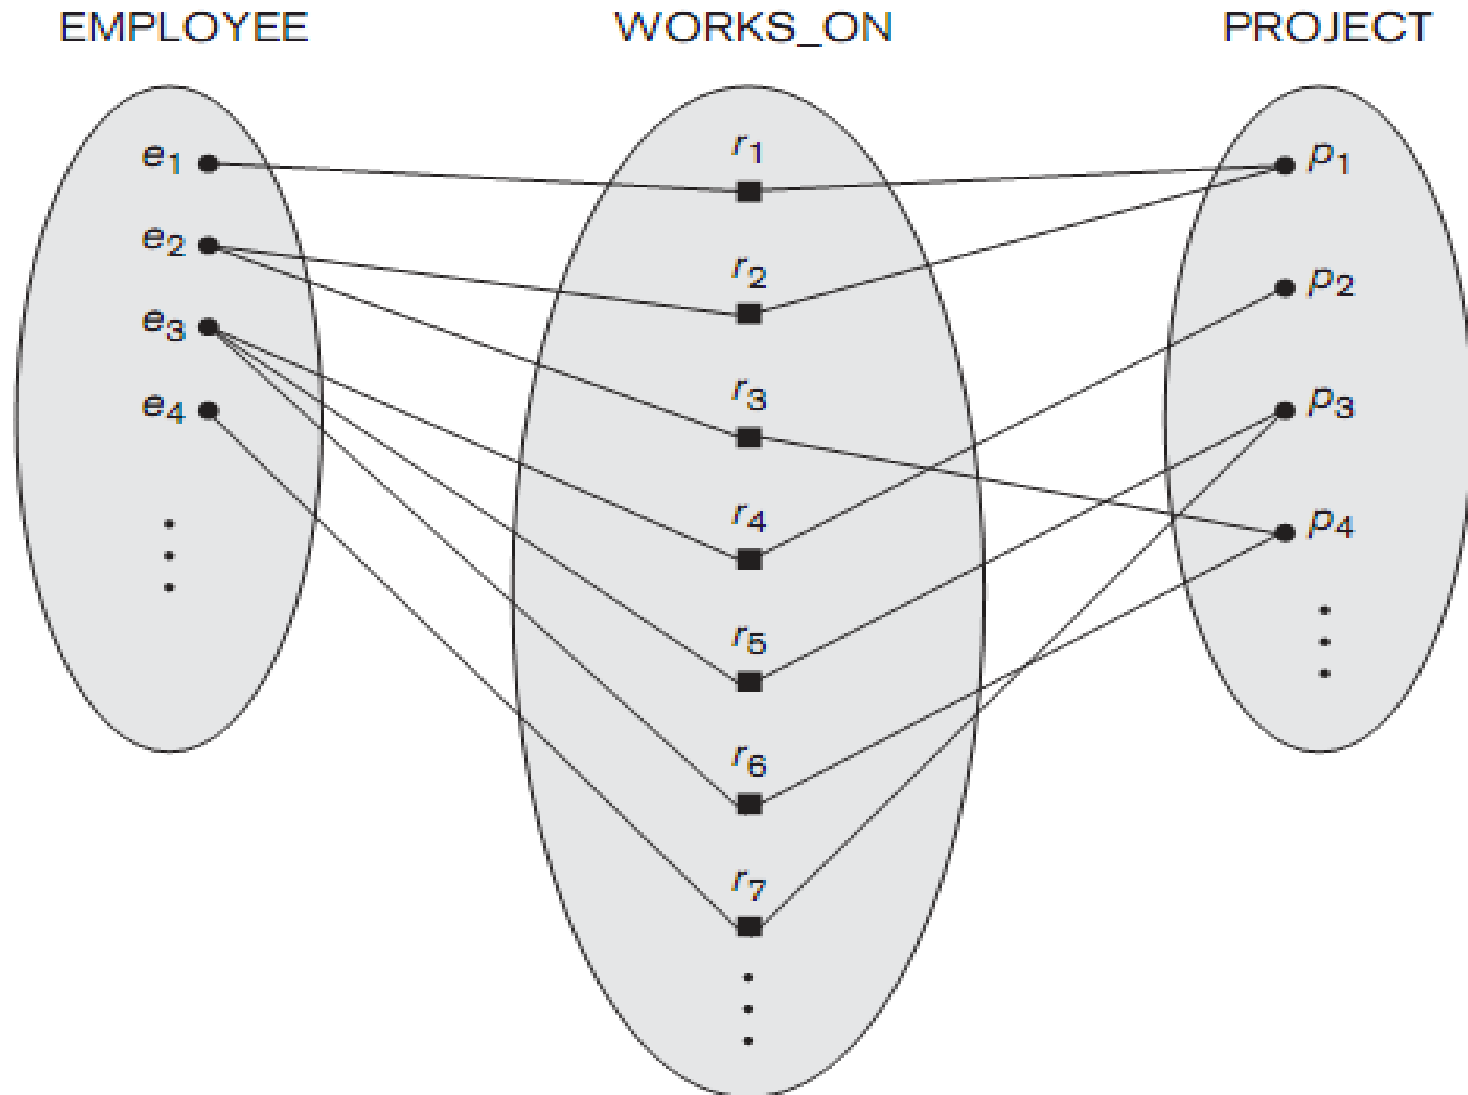 EMPLOYEE WORKS_ON PROJECT
e1 r1 p1
e2 r2 p2
e3 r3 p3
e4 r4 p4
r5
r6
r7